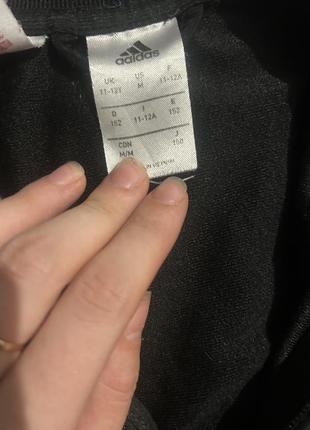 adidas
UK US F
11-12Y M 11-12A
D I E
152 11-12A 152
CDN J
M/M 150